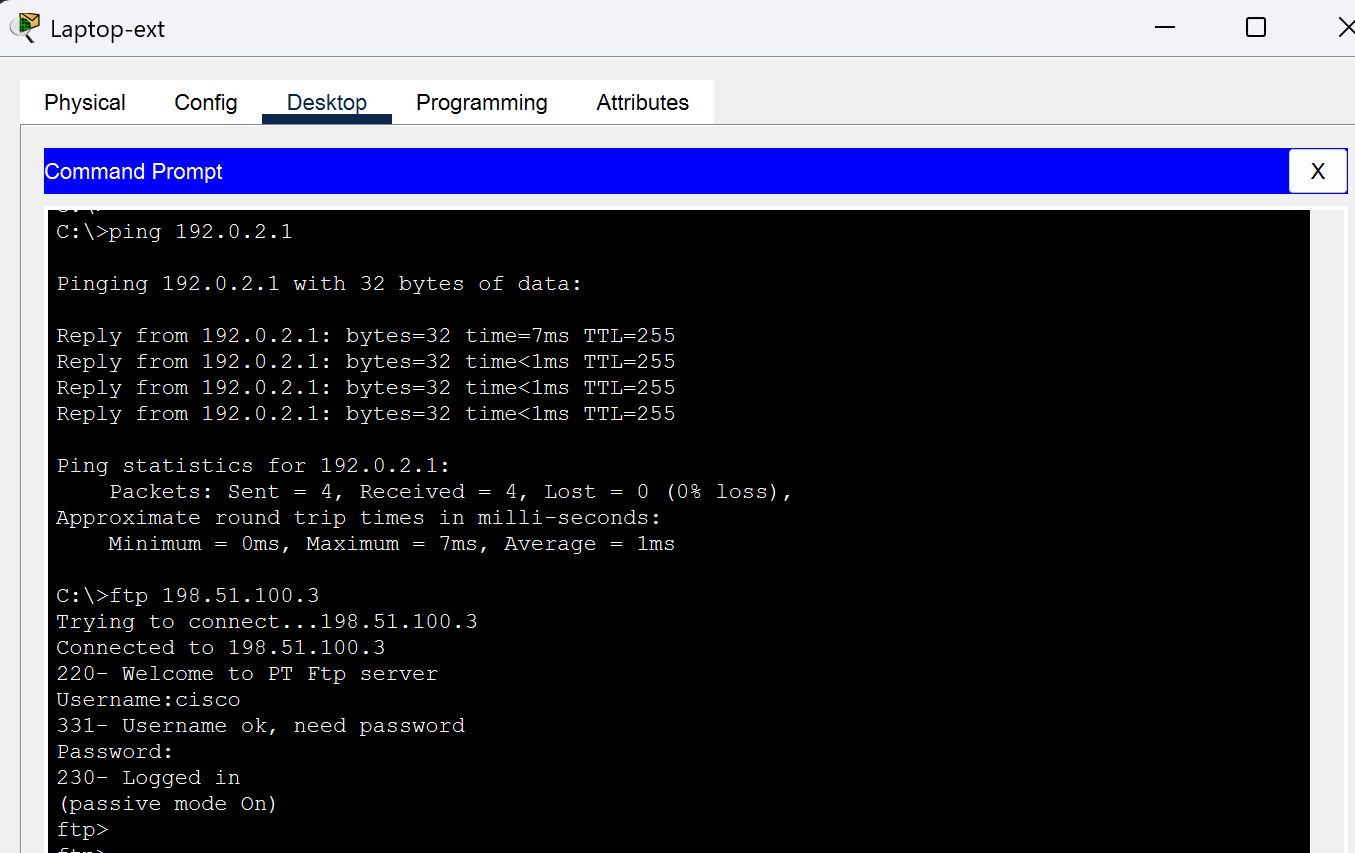 Laptop-ext
Physical Config Desktop Programming Attributes
Command Prompt X
C:\>ping 192.0.2.1
Pinging 192.0.2.1 with 32 bytes of data:
Reply from 192.0.2.1: bytes=32 time=7ms TTL=255
Reply from 192.0.2.1: bytes=32 time<1ms TTL=255
Reply from 192.0.2.1: bytes=32 time<1ms TTL=255
Reply from 192.0.2.1: bytes=32 time<1ms TTL=255
Ping statistics for 192.0.2.1:
    Packets: Sent = 4, Received = 4, Lost = 0 (0% loss),
Approximate round trip times in milli-seconds:
    Minimum = 0ms, Maximum = 7ms, Average = 1ms
C:\>ftp 198.51.100.3
Trying to connect...198.51.100.3
Connected to 198.51.100.3
220- Welcome to PT Ftp server
Username:cisco
331- Username ok, need password
Password:
230- Logged in
(passive mode On)
ftp>